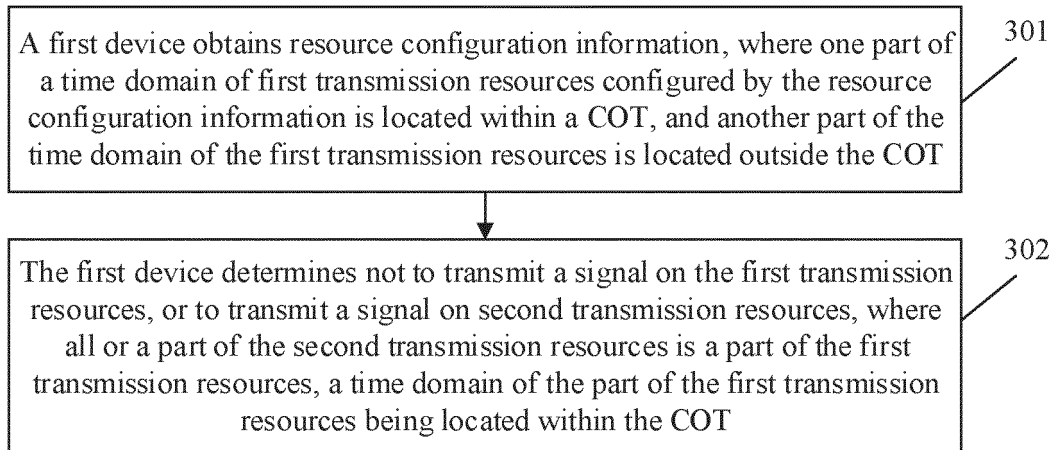 A first device obtains resource configuration information, where one part of
a time domain of first transmission resources configured by the resource
configuration information is located within a COT, and another part of the
time domain of the first transmission resources is located outside the COT
301
The first device determines not to transmit a signal on the first transmission
resources, or to transmit a signal on second transmission resources, where
all or a part of the second transmission resources is a part of the first
transmission resources, a time domain of the part of the first transmission
resources being located within the COT
302